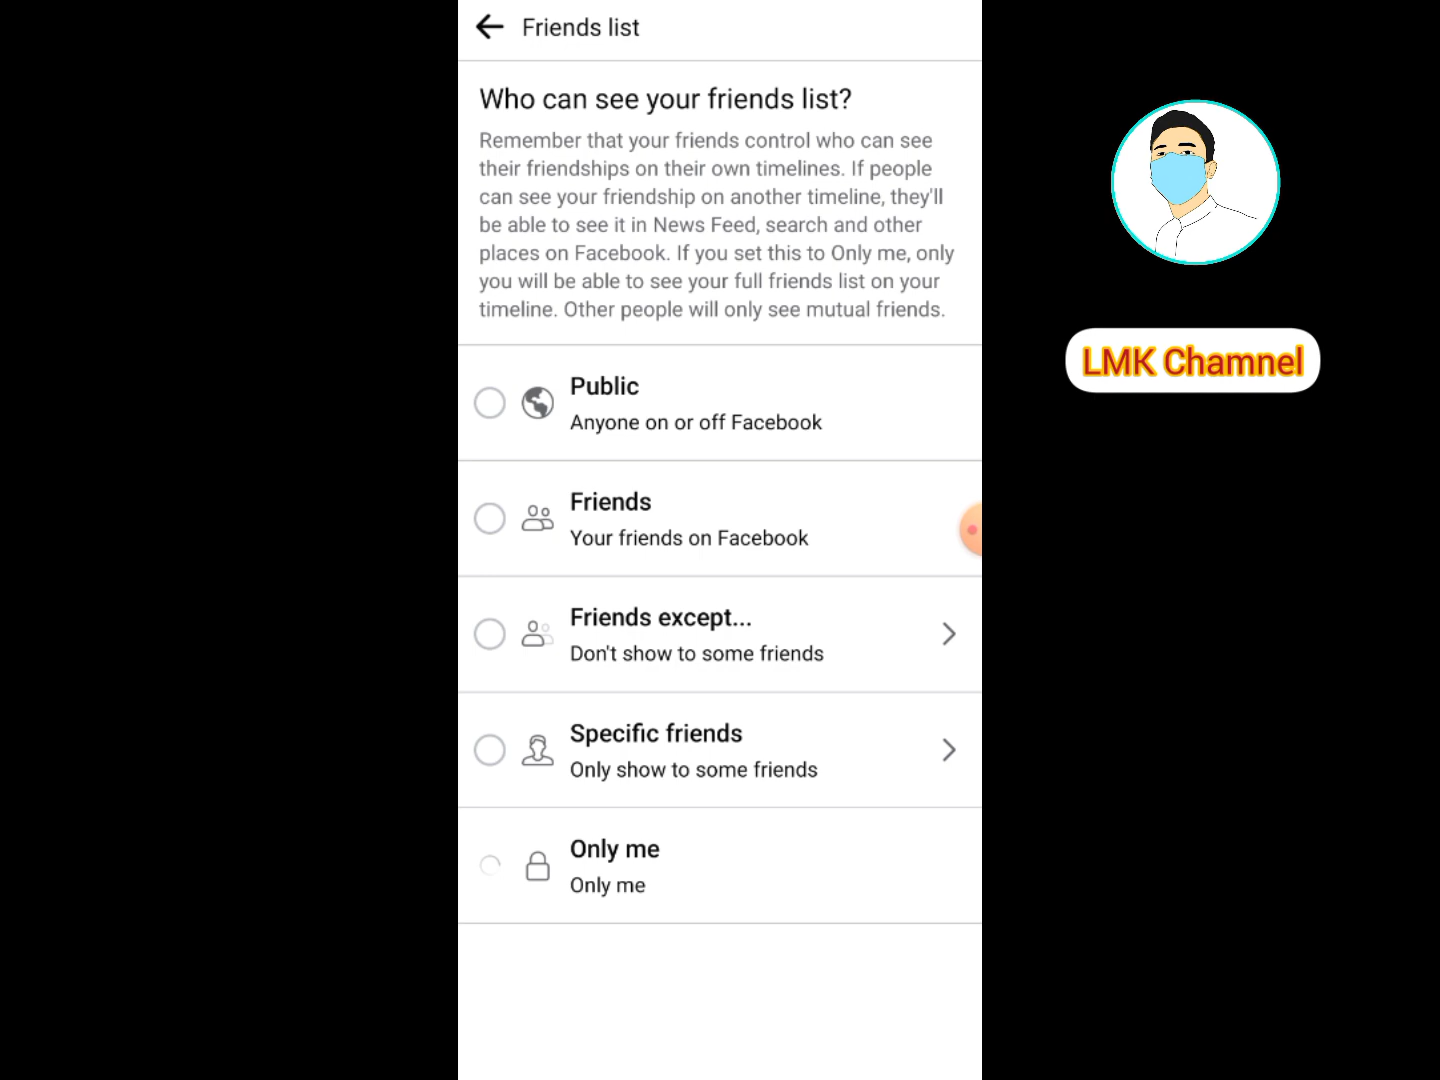 Friends list
Who can see your friends list?
Remember that your friends control who can see
their friendships on their own timelines. If people
can see your friendship on another timeline, they'll
be able to see it in News Feed, search and other
places on Facebook. If you set this to Only me, only
you will be able to see your full friends list on your
timeline. Other people will only see mutual friends.
Public
Anyone on or off Facebook
Friends
Your friends on Facebook
Friends except...
Don't show to some friends
Specific friends
Only show to some friends
Only me
Only me
LMK Chamnel